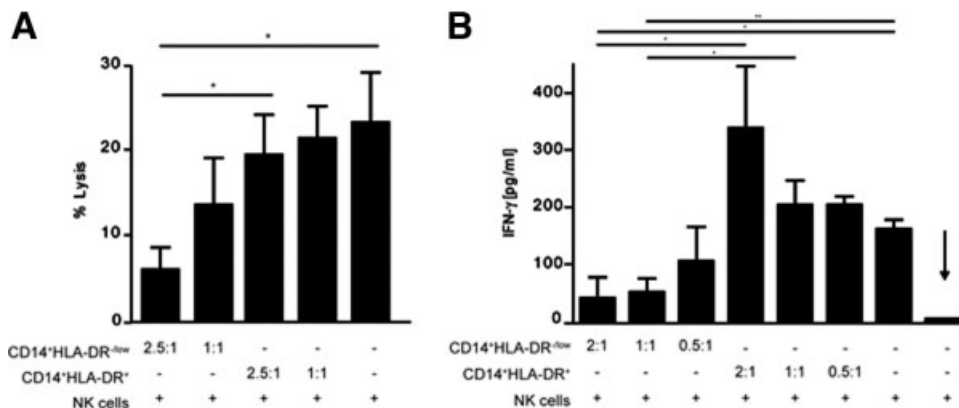 A
B
*
*
**
*
*
*
30
20
10
0
% Lysis
400
300
200
100
0
IFN-γ [pg/ml]
CD14⁺HLA-DR⁻/low 2.5:1 1:1 - - -
CD14⁺HLA-DR⁺ - - 2.5:1 1:1 -
NK cells + + + + +
CD14⁺HLA-DR⁻/low 2:1 1:1 0.5:1 - - - - -
CD14⁺HLA-DR⁺ - - - 2:1 1:1 0.5:1 - -
NK cells + + + + + + + +